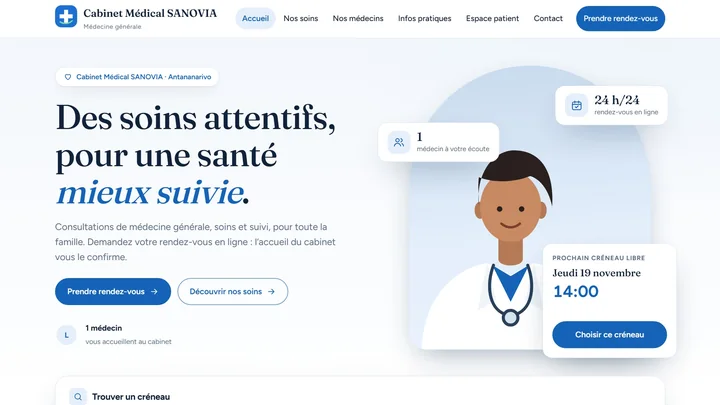 Cabinet Médical SANOVIA
Médecine générale
Accueil
Nos soins
Nos médecins
Infos pratiques
Espace patient
Contact
Prendre rendez-vous
Cabinet Médical SANOVIA · Antananarivo
Des soins attentifs,
pour une santé
mieux suivie.
Consultations de médecine générale, soins et suivi, pour toute la
famille. Demandez votre rendez-vous en ligne : l'accueil du cabinet
vous le confirme.
Prendre rendez-vous →
Découvrir nos soins →
L
1 médecin
vous accueillent au cabinet
24 h/24
rendez-vous en ligne
1
médecin à votre écoute
PROCHAIN CRÉNEAU LIBRE
Jeudi 19 novembre
14:00
Choisir ce créneau
Trouver un créneau